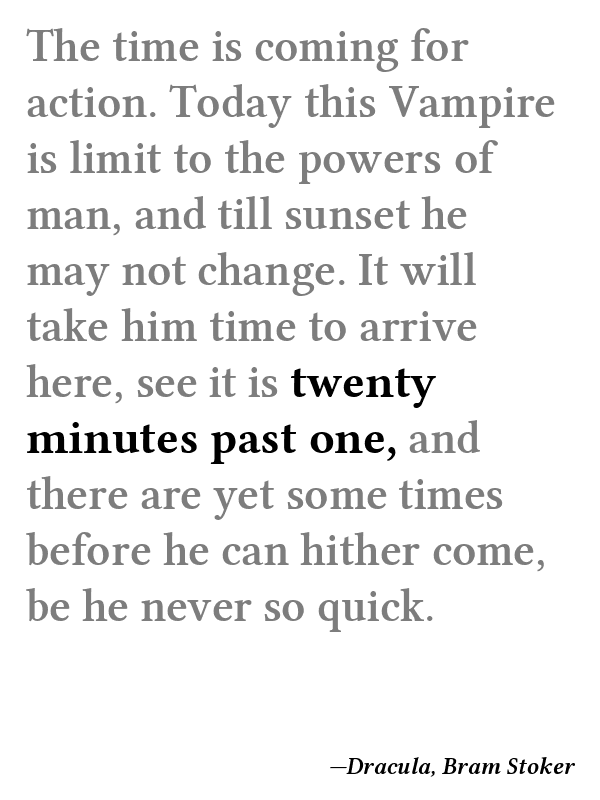 The time is coming for
action. Today this Vampire
is limit to the powers of
man, and till sunset he
may not change. It will
take him time to arrive
here, see it is twenty
minutes past one, and
there are yet some times
before he can hither come,
be he never so quick.
—Dracula, Bram Stoker